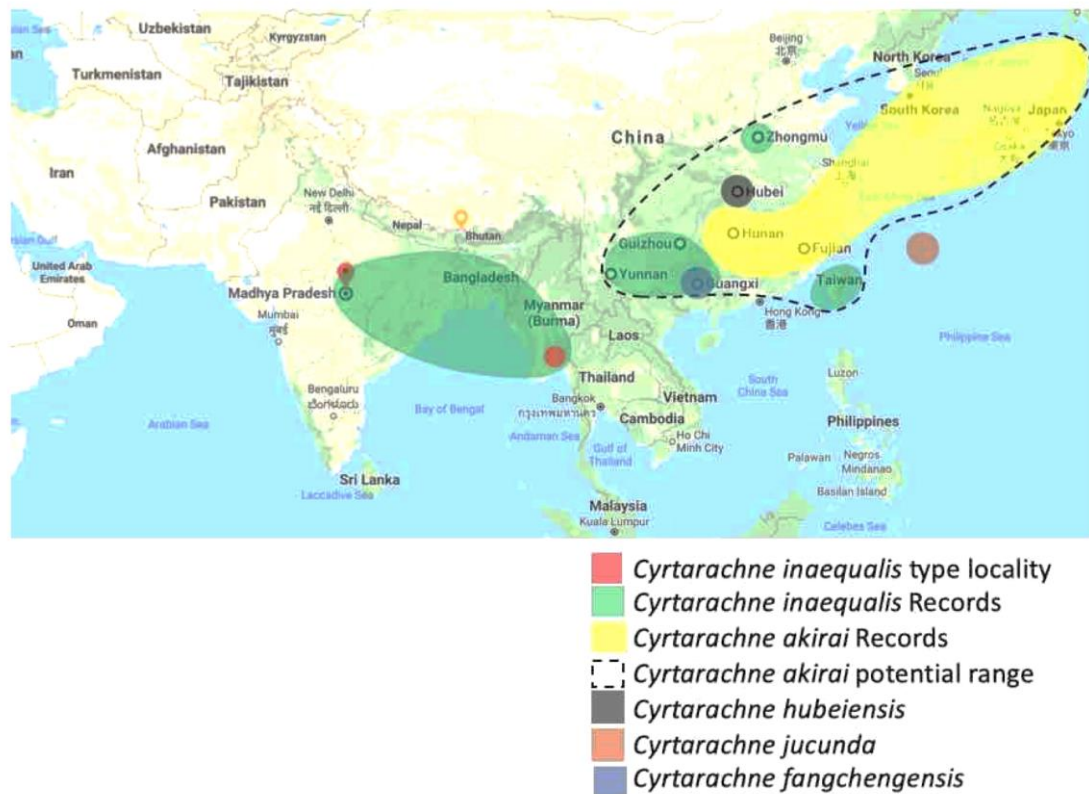 Uzbekistan
Kyrgyzstan
Turkmenistan
Tajikistan
Beijing
北京
North Korea
South Korea
Japan
China
Zhongmu
Afghanistan
Iran
Pakistan
New Delhi
नई दिल्ली
Nepal
Bhutan
Hubei
Hunan
Guizhou
Fujian
Yunnan
Guangxi
Taiwan
United Arab
Emirates
Oman
Madhya Pradesh
Mumbai
मुंबई
Bangladesh
Myanmar
(Burma)
Hong Kong
香港
Laos
Philippine Sea
Thailand
Vietnam
South
China Sea
Luzon
Bengaluru
ಬೆಂಗಳೂರು
Bay of Bengal
Arabian Sea
Bangkok
กรุงเทพมหานคร
Cambodia
Andaman Sea
Gulf of
Thailand
Ho Chi
Minh City
Philippines
Palawan
Negros
Mindanao
Basilan Island
Sri Lanka
Laccadive Sea
Malaysia
Kuala Lumpur
Celebes Sea
Cyrtarachne inaequalis type locality
Cyrtarachne inaequalis Records
Cyrtarachne akirai Records
Cyrtarachne akirai potential range
Cyrtarachne hubeiensis
Cyrtarachne jucunda
Cyrtarachne fangchengensis